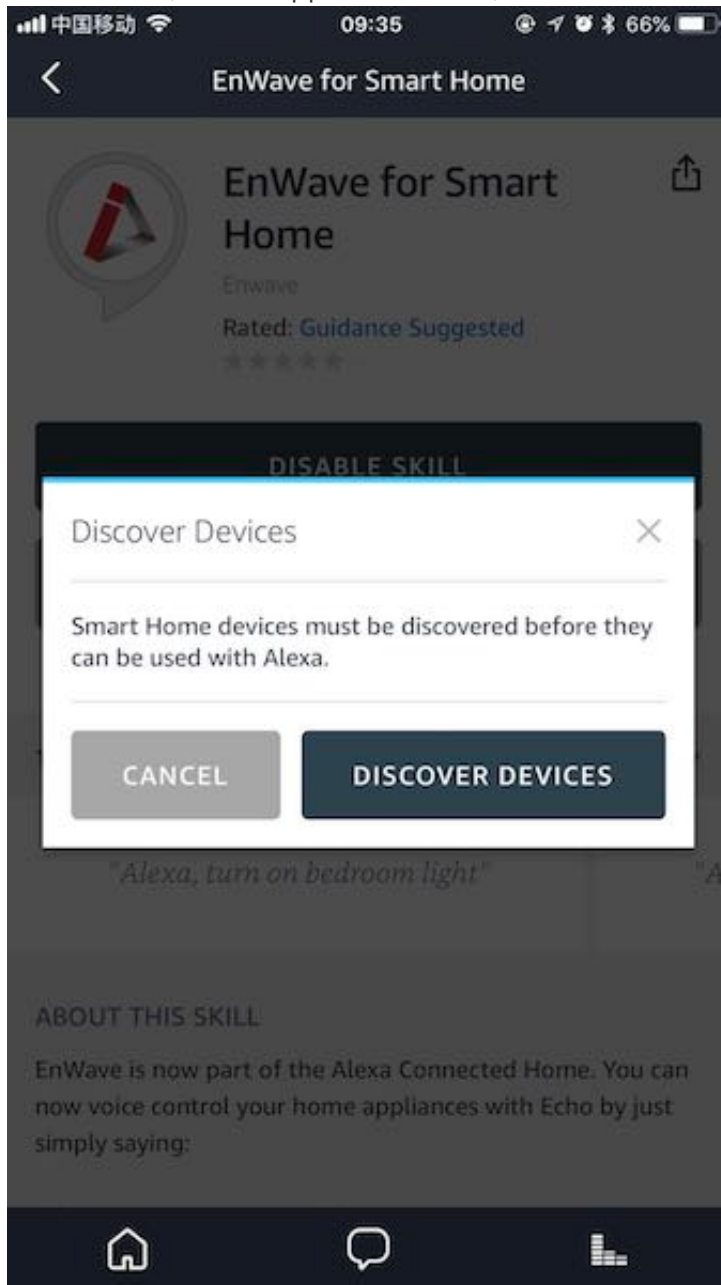 中国移动 09:35 66%
EnWave for Smart Home
EnWave for Smart
Home
Enwave
Rated: Guidance Suggested
DISABLE SKILL
Discover Devices
Smart Home devices must be discovered before they
can be used with Alexa.
CANCEL DISCOVER DEVICES
"Alexa, turn on bedroom light" "A
ABOUT THIS SKILL
EnWave is now part of the Alexa Connected Home. You can
now voice control your home appliances with Echo by just
simply saying: